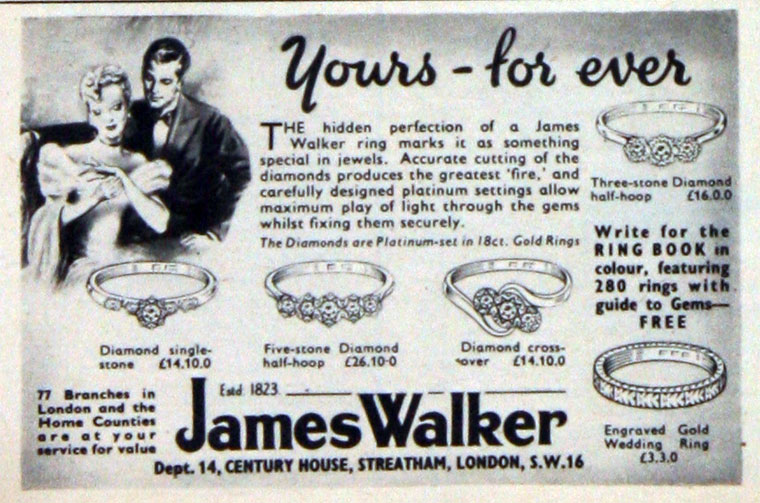 Yours - for ever
THE hidden perfection of a James
Walker ring marks it as something
special in jewels. Accurate cutting of the
diamonds produces the greatest 'fire,' and
carefully designed platinum settings allow
maximum play of light through the gems
whilst fixing them securely.
The Diamonds are Platinum-set in 18ct. Gold Rings
Three-stone Diamond
half-hoop £16.0.0
Write for the
RING BOOK in
colour, featuring
280 rings with
guide to Gems—
FREE
Diamond single-
stone £14.10.0
Five-stone Diamond
half-hoop £26.10·0
Diamond cross-
over £14.10.0
Engraved Gold
Wedding Ring
£3.3.0
77 Branches in
London and the
Home Counties
are at your
service for value
Estd 1823
James Walker
Dept. 14, CENTURY HOUSE, STREATHAM, LONDON, S.W.16